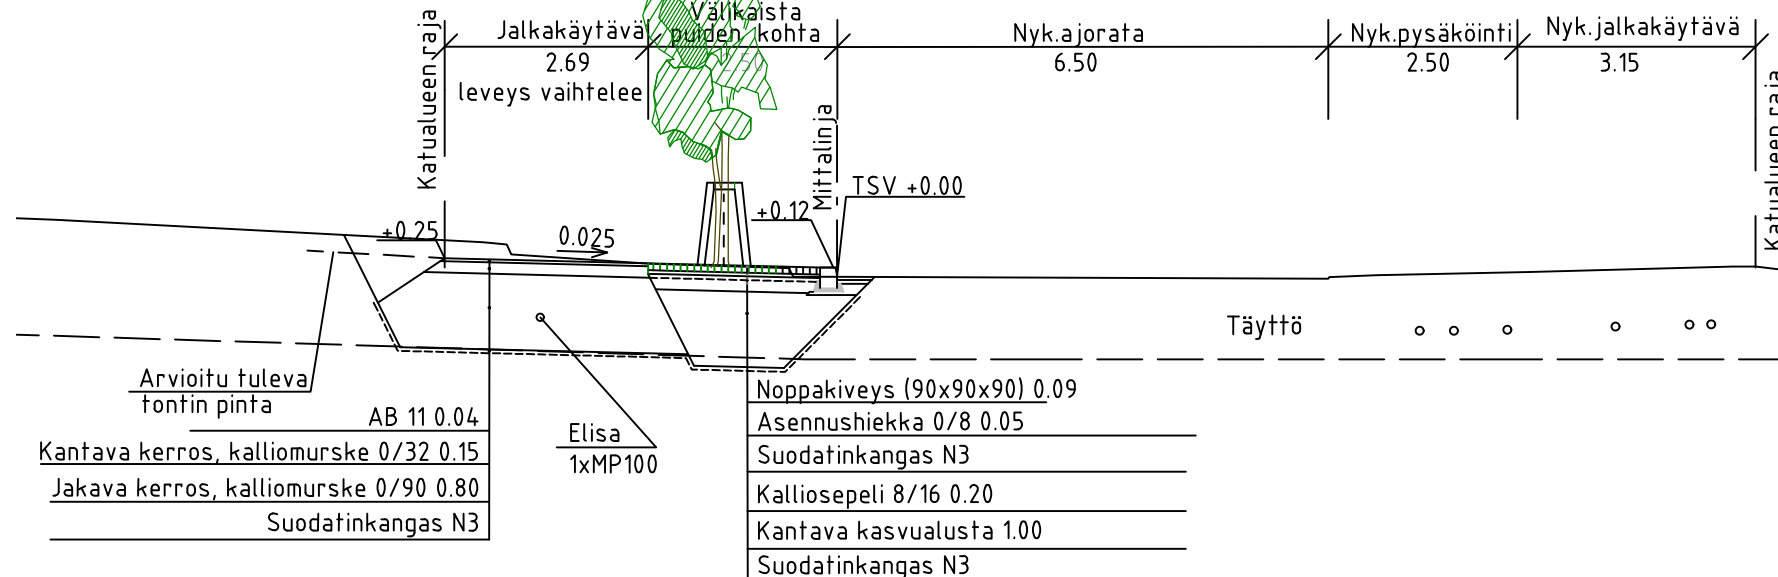 Katualueen raja
Jalkakäytävä
2.69
leveys vaihtelee
Välikaista
puiden kohta
2.50
Mittalinja
Nyk.ajorata
6.50
Nyk.pysäköinti
2.50
Nyk.jalkakäytävä
3.15
Katualueen raja
TSV +0.00
+0.12
+0.25
0.025
Täyttö
Arvioitu tuleva
tontin pinta
AB 11 0.04
Kantava kerros, kalliomurske 0/32 0.15
Jakava kerros, kalliomurske 0/90 0.80
Suodatinkangas N3
Elisa
1xMP100
Noppakiveys (90x90x90) 0.09
Asennushiekka 0/8 0.05
Suodatinkangas N3
Kalliosepeli 8/16 0.20
Kantava kasvualusta 1.00
Suodatinkangas N3